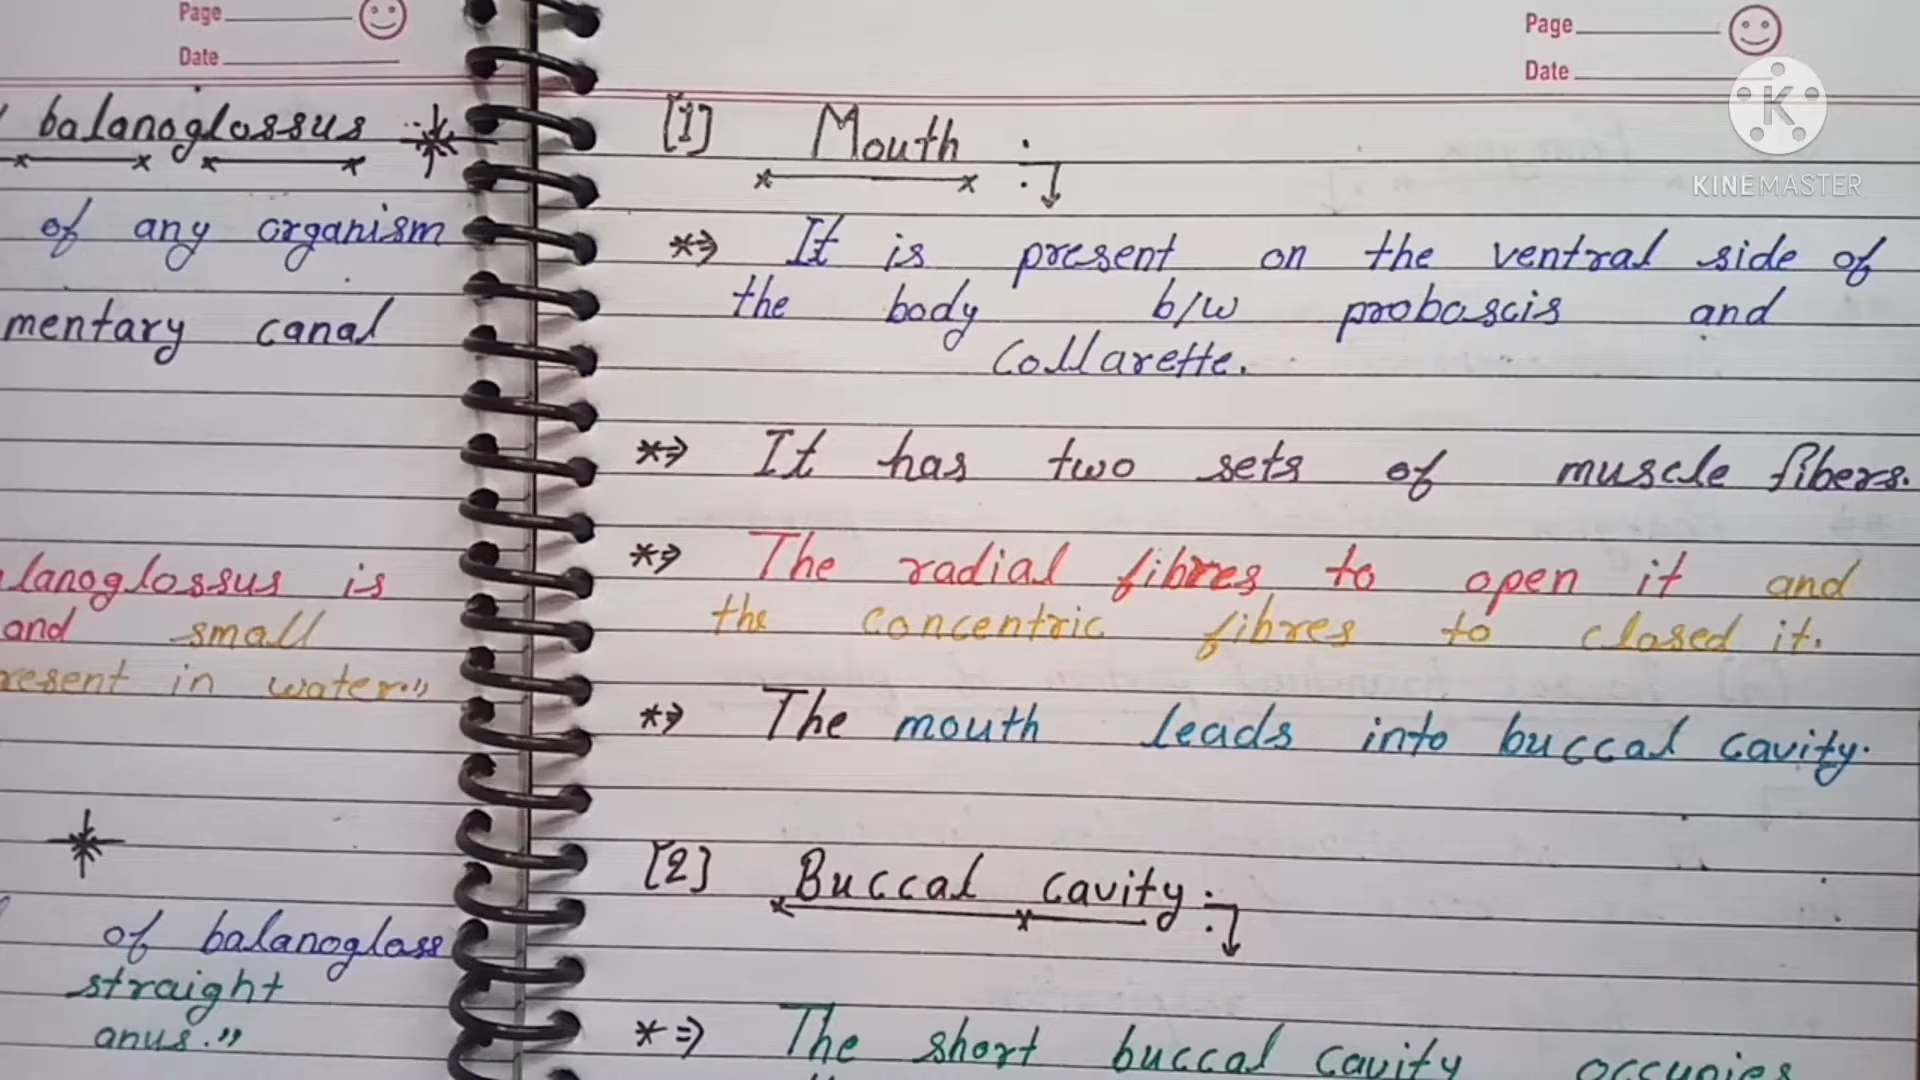 Page
Date
balanoglossus
of any organism
mentary canal
lanoglossus is
and small
resent in water."
of balanogloss
straight
anus."
Page
Date
KINEMASTER
[1] Mouth :
It is present on the ventral side of
the body b/w proboscis and
Collarette.
It has two sets of muscle fibers.
The radial fibres to open it and
the concentric fibres to closed it.
The mouth leads into buccal cavity.
[2] Buccal cavity :
The short buccal cavity occupies